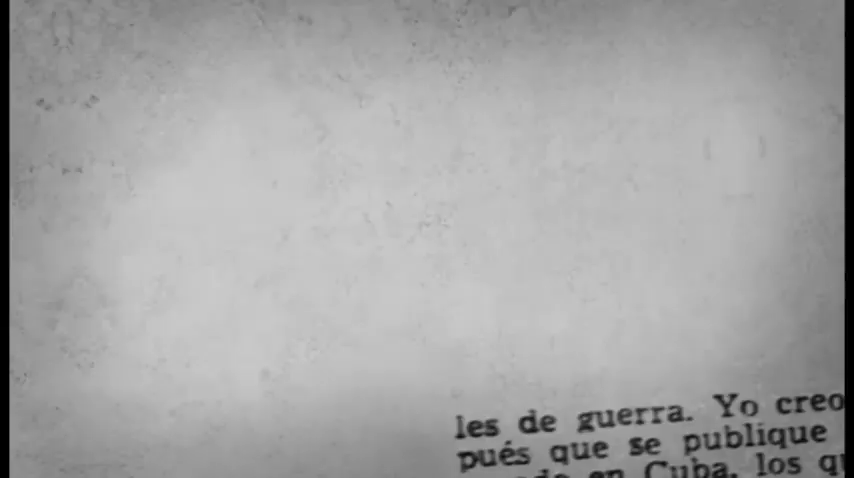 les de guerra. Yo creo
pués que se publique
en Cuba, los